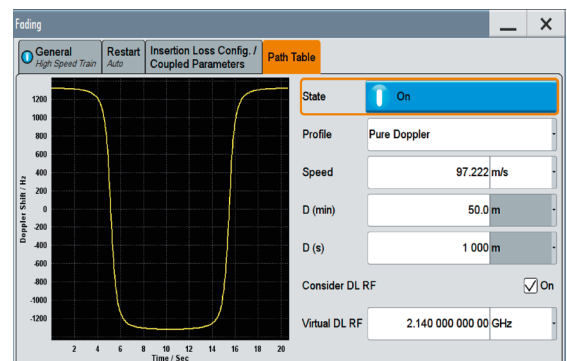 Fading
General
High Speed Train
Restart
Auto
Insertion Loss Config. /
Coupled Parameters
Path Table
State
On
Profile
Pure Doppler
Speed
97.222 m/s
D (min)
50.0 m
D (s)
1 000 m
Consider DL RF
On
Virtual DL RF
2.140 000 000 00 GHz
Doppler Shift / Hz
1200
1000
800
600
400
200
0
-200
-400
-600
-800
-1000
-1200
2 4 6 8 10 12 14 16 18 20
Time / Sec